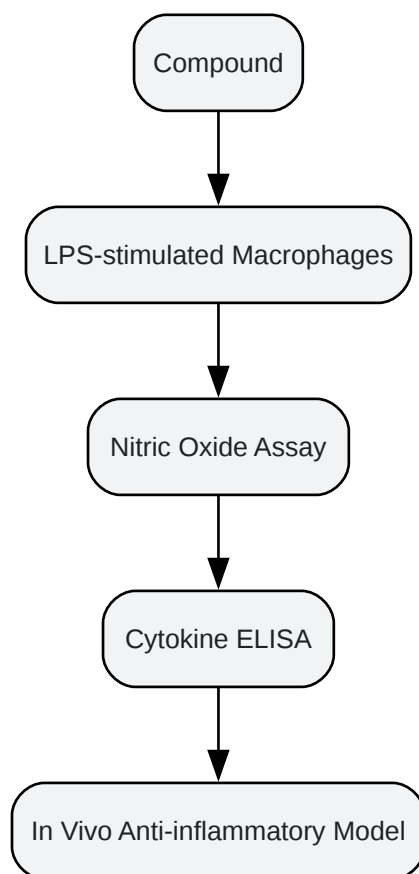 Compound
LPS-stimulated Macrophages
Nitric Oxide Assay
Cytokine ELISA
In Vivo Anti-inflammatory Model